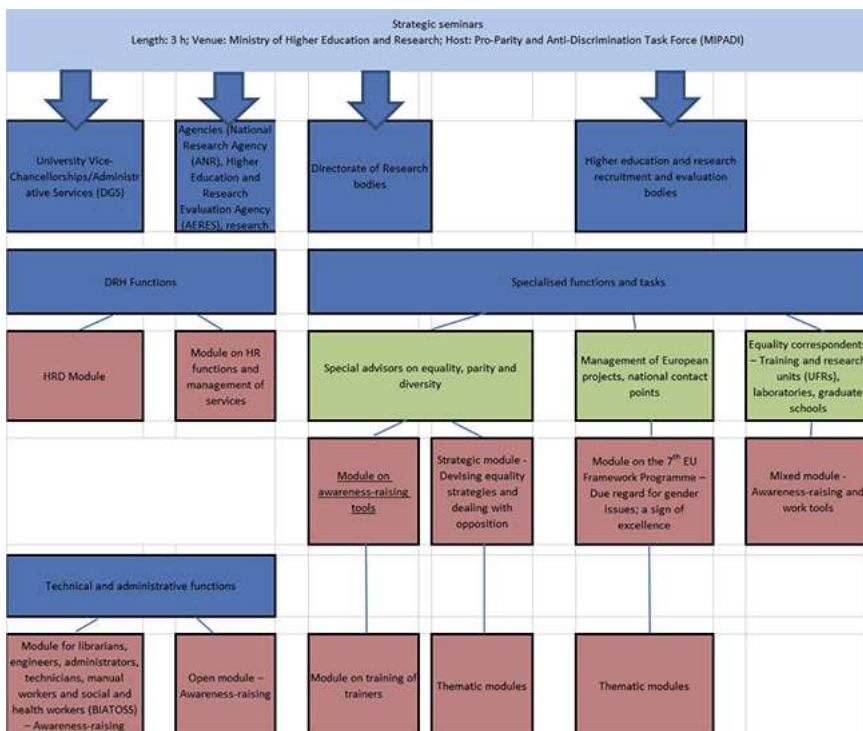 Strategic seminars
Length: 3 h; Venue: Ministry of Higher Education and Research; Host: Pro-Parity and Anti-Discrimination Task Force (MIPADI)
University Vice-
Chancellorships/Administr
ative Services (DGS)
Agencies (National
Research Agency
(ANR), Higher
Education and
Research
Evaluation Agency
(AERES), research
Directorate of Research
bodies
Higher education and research
recruitment and evaluation
bodies
DRH Functions
Specialised functions and tasks
HRD Module
Module on HR
functions and
management of
services
Special advisors on equality, parity and
diversity
Management of European
projects, national contact
points
Equality correspondents
– Training and research
units (UFRs),
laboratories, graduate
schools
Module on
awareness-raising
tools
Strategic module -
Devising equality
strategies and
dealing with
opposition
Module on the 7th EU
Framework Programme –
Due regard for gender
issues; a sign of
excellence
Mixed module -
Awareness-raising and
work tools
Technical and administrative functions
Module for librarians,
engineers, administrators,
technicians, manual
workers and social and
health workers (BIATOSS)
– Awareness-raising
Open module –
Awareness-raising
Module on training of
trainers
Thematic modules
Thematic modules